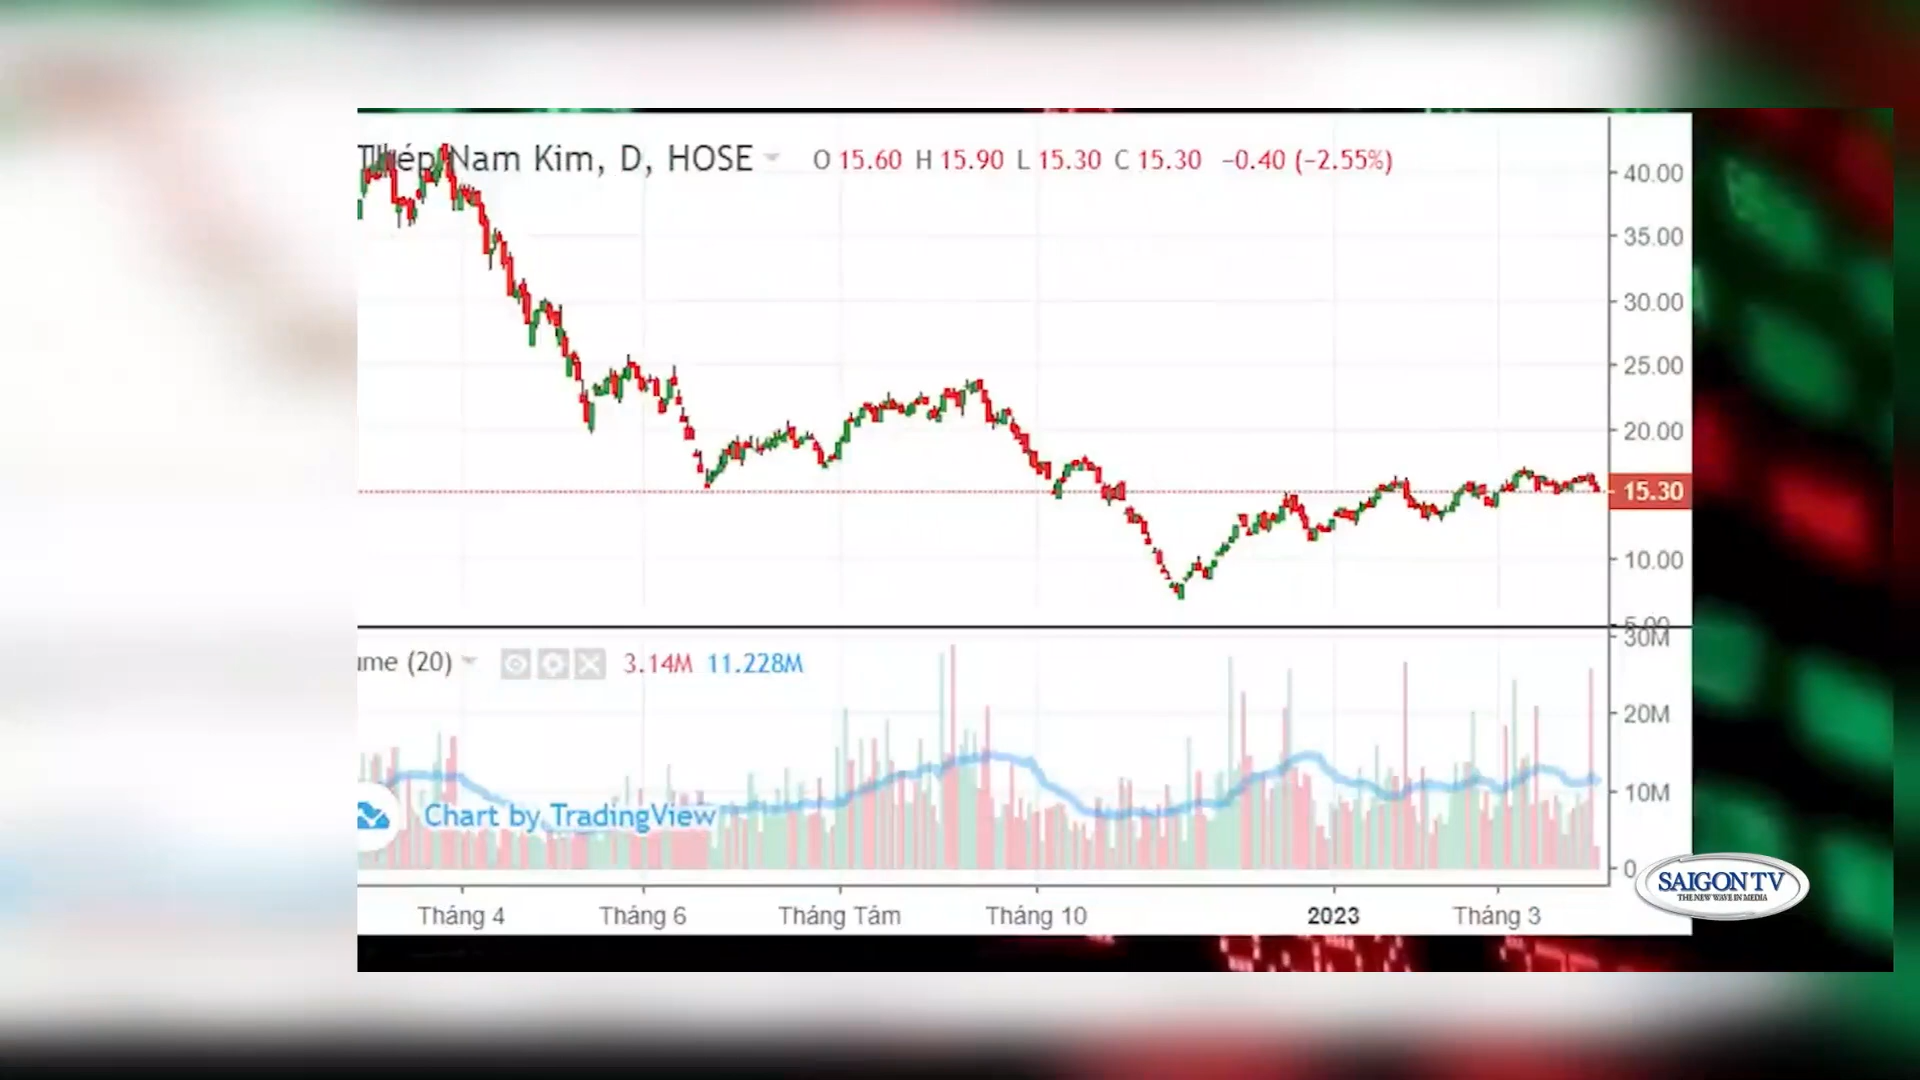 Thép Nam Kim, D, HOSE O 15.60 H 15.90 L 15.30 C 15.30 −0.40 (−2.55%)
40.00
35.00
30.00
25.00
20.00
15.30
10.00
5.00
ume (20) 3.14M 11.228M
30M
20M
10M
0
Chart by TradingView
Tháng 4 Tháng 6 Tháng Tám Tháng 10 2023 Tháng 3
SAIGONTV
THE NEW WAVE IN MEDIA